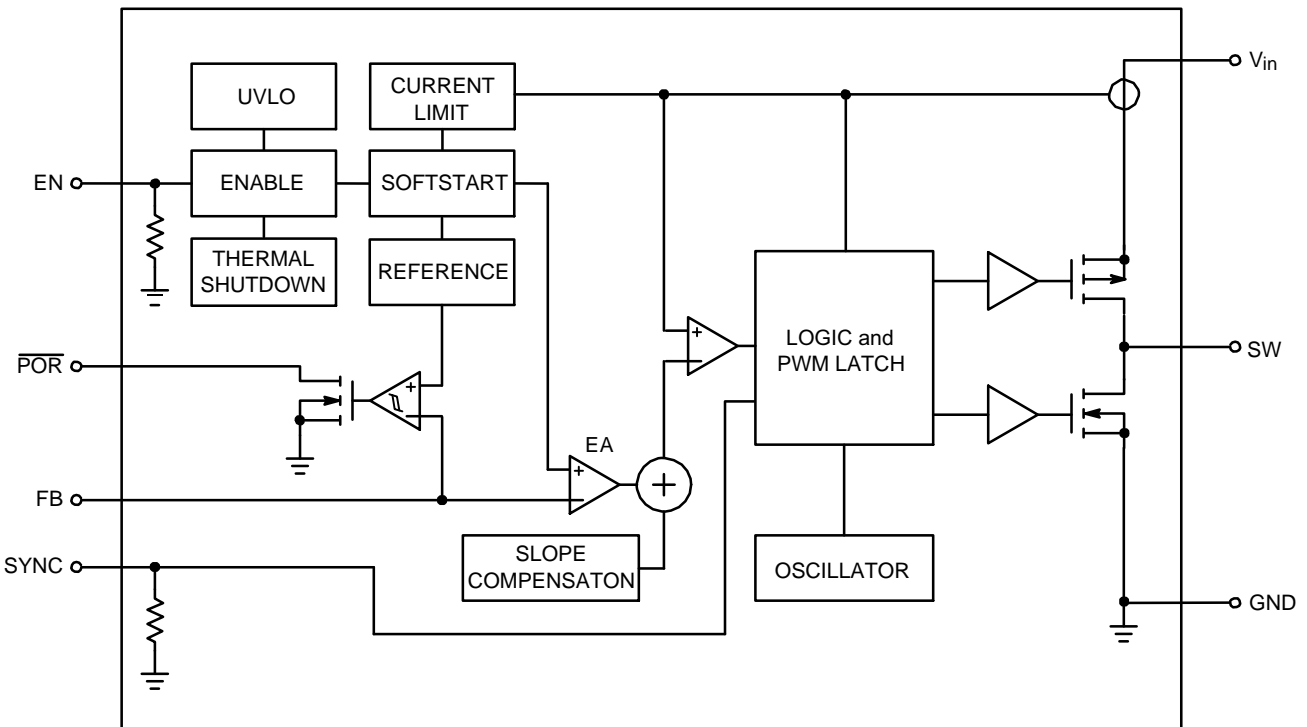 UVLO
CURRENT
LIMIT
Vin
EN
ENABLE
SOFTSTART
THERMAL
SHUTDOWN
REFERENCE
+
−
LOGIC and
PWM LATCH
POR
SW
+
−
EA
+
−
+
FB
SYNC
SLOPE
COMPENSATON
OSCILLATOR
GND